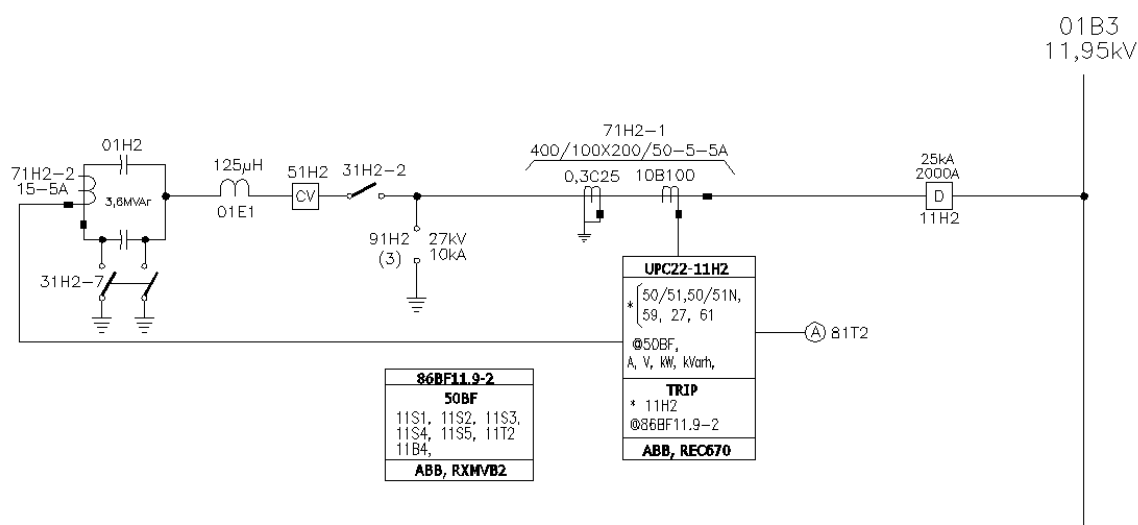 01B3
11,95kV
01H2
71H2-2
15-5A
3,6MVAr
31H2-7
125µH
01E1
51H2
CV
31H2-2
91H2
(3)
27kV
10kA
71H2-1
400/100X200/50-5-5A
0,3C25
10B100
25kA
2000A
D
11H2
UPC22-11H2
* 50/51,50/51N,
59, 27, 61
@50BF,
A, V, kW, kVarh,
TRIP
* 11H2
@86BF11.9-2
ABB, REC670
A 81T2
86BF11.9-2
50BF
11S1, 11S2, 11S3,
11S4, 11S5, 11T2
11B4,
ABB, RXMVB2